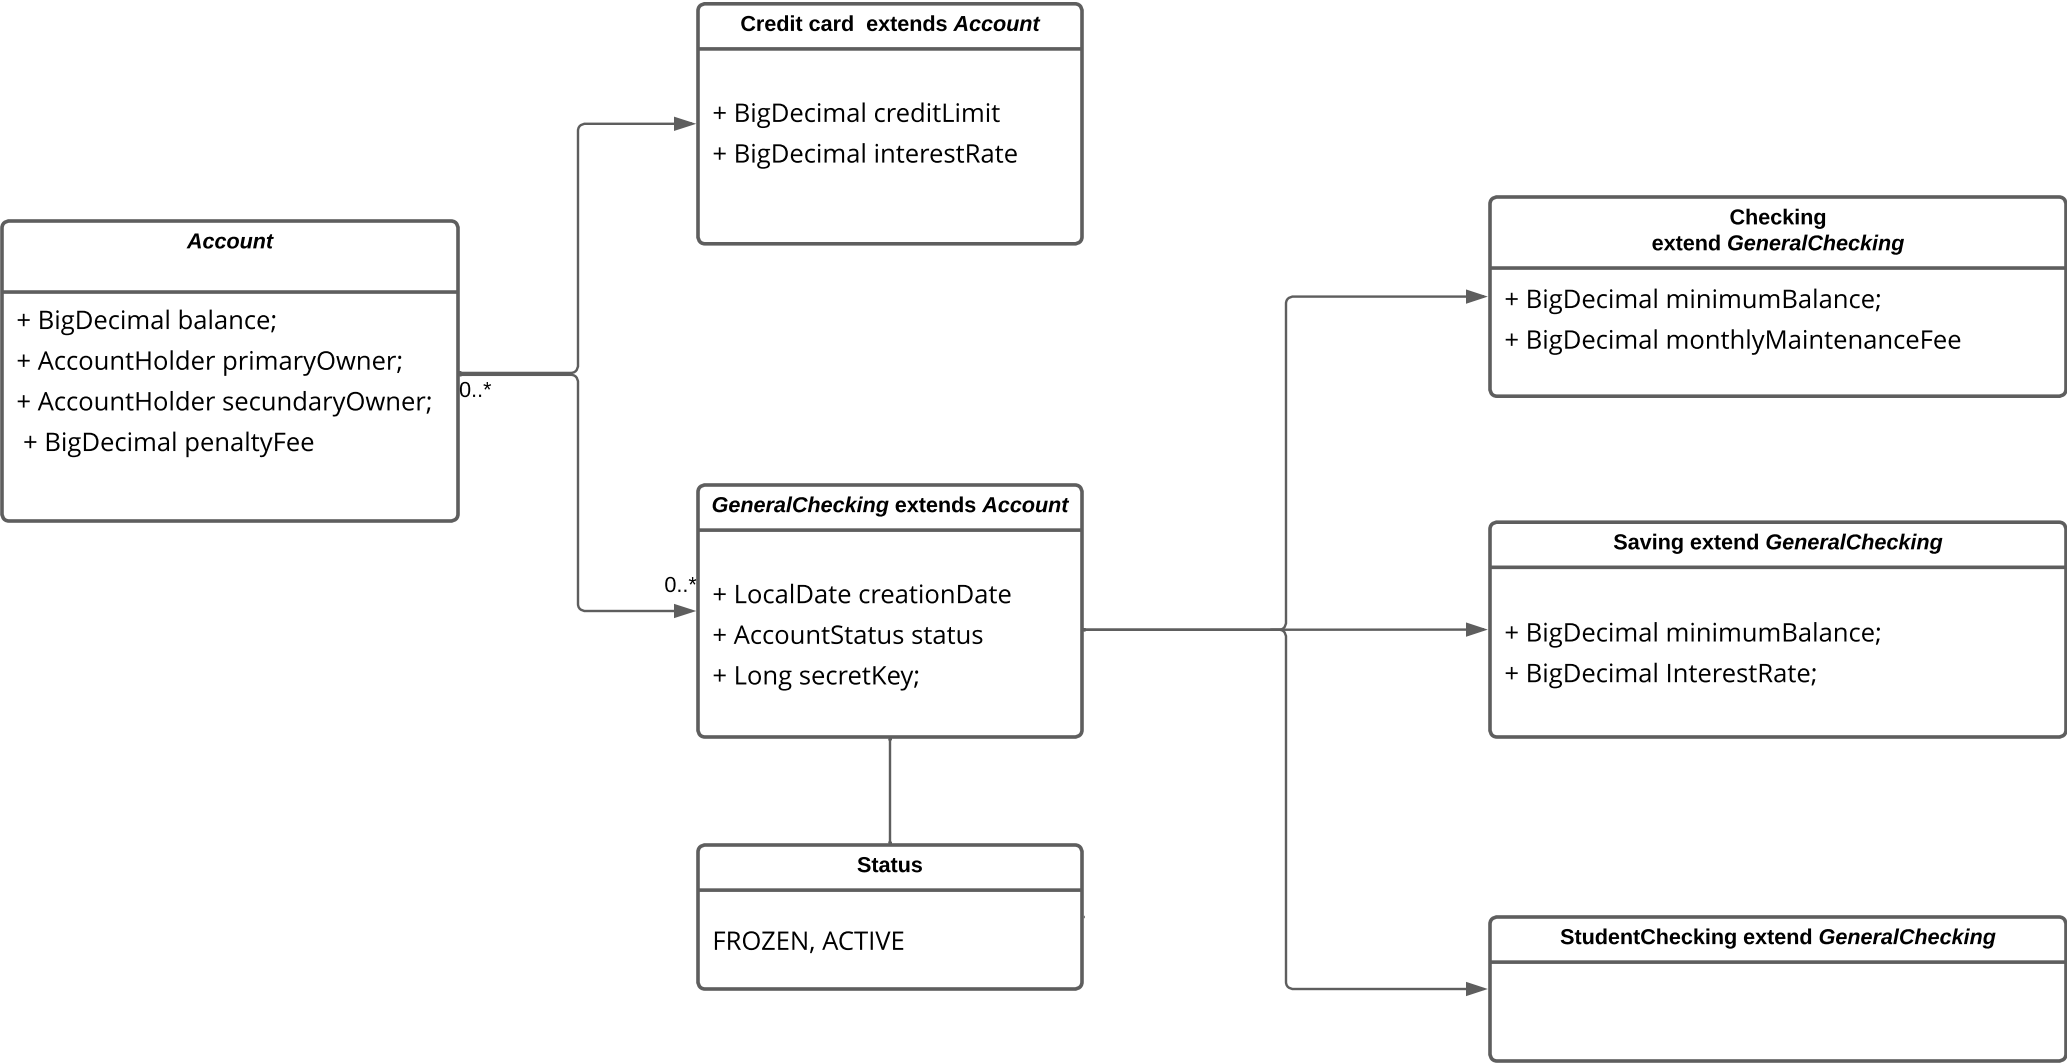 Credit card  extends Account
+ BigDecimal creditLimit
+ BigDecimal interestRate
Account
+ BigDecimal balance;
+ AccountHolder primaryOwner;
+ AccountHolder secundaryOwner;
+ BigDecimal penaltyFee
0..*
0..*
GeneralChecking extends Account
+ LocalDate creationDate
+ AccountStatus status
+ Long secretKey;
Status
FROZEN, ACTIVE
Checking
extend GeneralChecking
+ BigDecimal minimumBalance;
+ BigDecimal monthlyMaintenanceFee
Saving extend GeneralChecking
+ BigDecimal minimumBalance;
+ BigDecimal InterestRate;
StudentChecking extend GeneralChecking